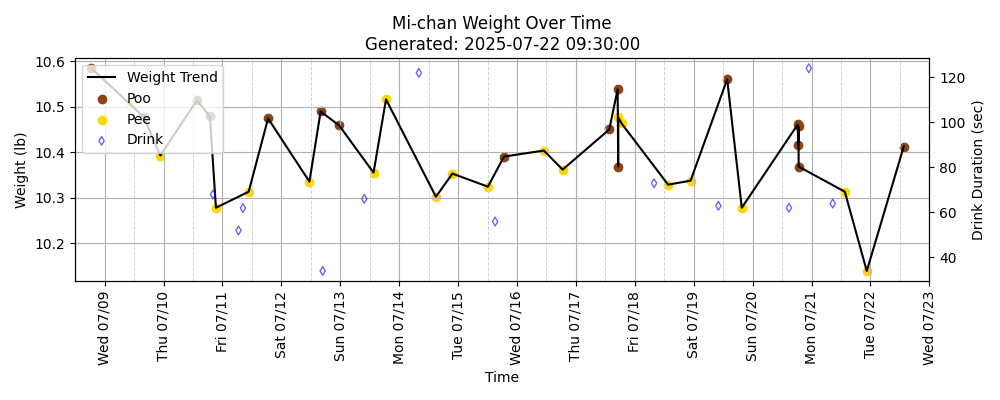 Mi-chan Weight Over Time
Generated: 2025-07-22 09:30:00
Weight (lb)
10.6
10.5
10.4
10.3
10.2
Weight Trend
Poo
Pee
Drink
120
100
80
60
40
Drink Duration (sec)
Wed 07/09
Thu 07/10
Fri 07/11
Sat 07/12
Sun 07/13
Mon 07/14
Tue 07/15
Wed 07/16
Thu 07/17
Fri 07/18
Sat 07/19
Sun 07/20
Mon 07/21
Tue 07/22
Wed 07/23
Time